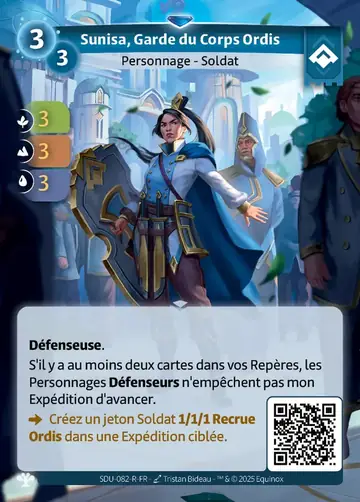 3
Sunisa, Garde du Corps Ordis
3
Personnage - Soldat
3
3
3
Défenseuse.
S'il y a au moins deux cartes dans vos Repères, les
Personnages Défenseurs n'empêchent pas mon
Expédition d'avancer.
Créez un jeton Soldat 1/1/1 Recrue
Ordis dans une Expédition ciblée.
SDU-082-R-FR - Tristan Bideau - ™ & © 2025 Equinox